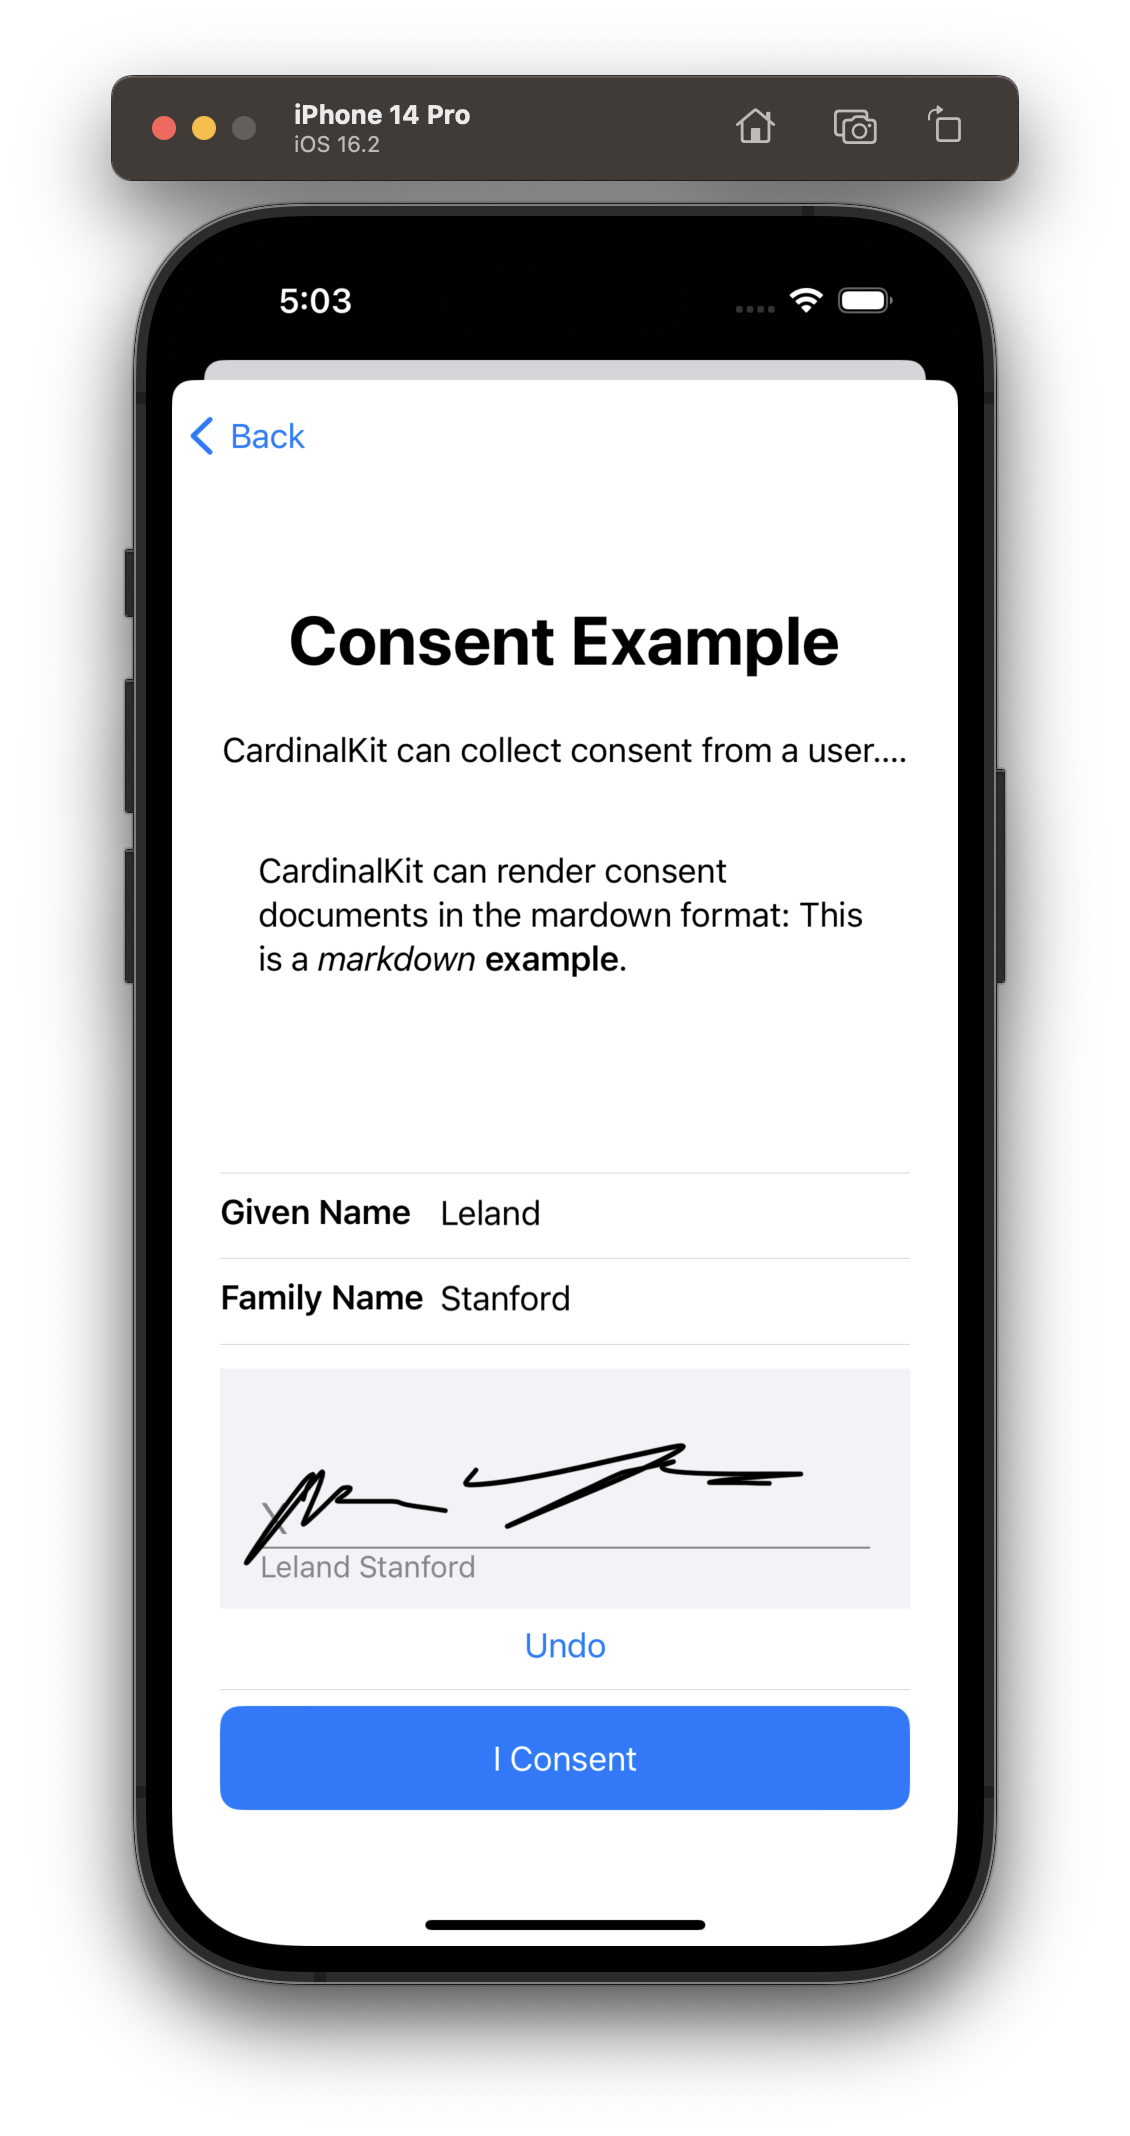 iPhone 14 Pro
iOS 16.2
5:03
Back
Consent Example
CardinalKit can collect consent from a user....
CardinalKit can render consent
documents in the mardown format: This
is a markdown example.
Given Name Leland
Family Name Stanford
X
Leland Stanford
Undo
I Consent